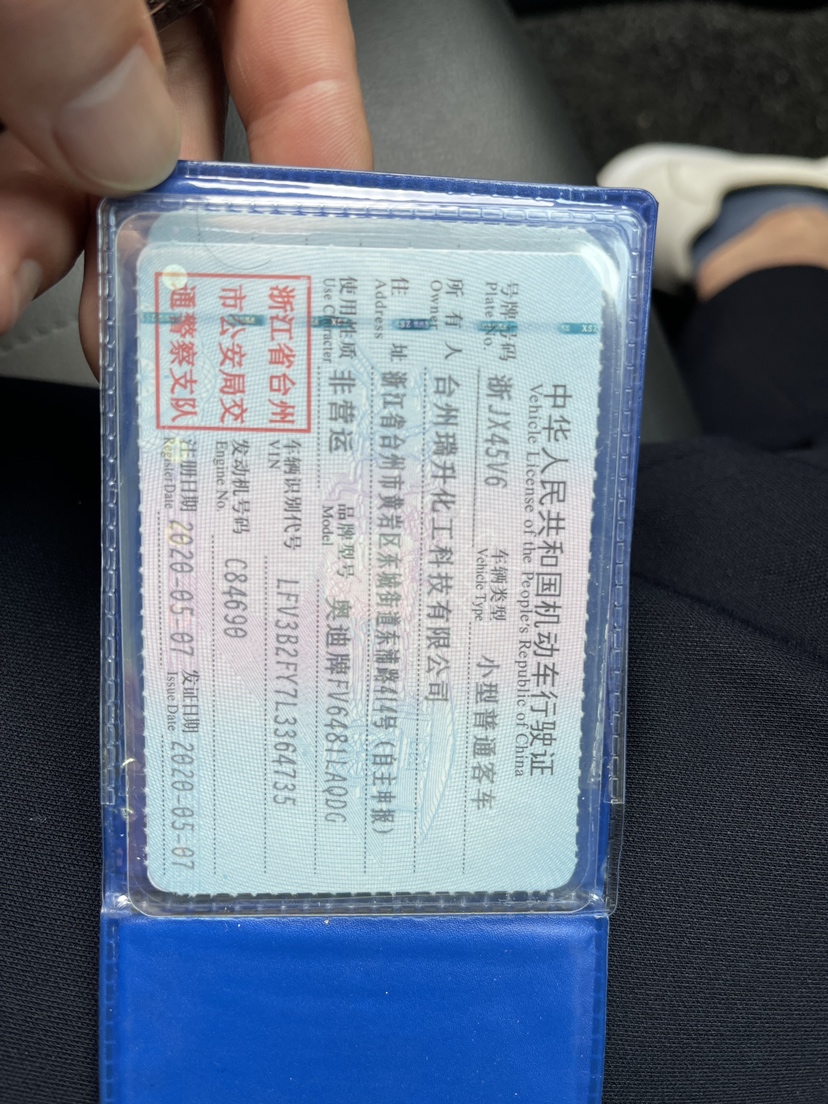 中华人民共和国机动车行驶证
Vehicle License of the People's Republic of China
号牌号码 浙JX45V6 车辆类型 小型普通客车
Plate No. Vehicle Type
所有人 台州瑞升化工科技有限公司
Owner
住址 浙江省台州市黄岩区东城街道东浦路414号(自主申报)
Address
使用性质 非营运 品牌型号 奥迪牌FV6481LAQDG
Use Character Model
浙江省台州
市公安局交
通警察支队
车辆识别代号 LFV3B2FY7L3364735
VIN
发动机号码 C84690
Engine No.
注册日期 2020-05-07 发证日期 2020-05-07
Register Date Issue Date